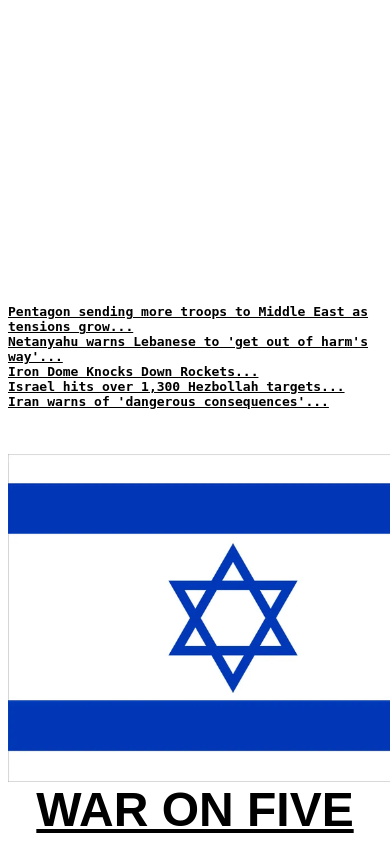 Pentagon sending more troops to Middle East as
tensions grow...
Netanyahu warns Lebanese to 'get out of harm's
way'...
Iron Dome Knocks Down Rockets...
Israel hits over 1,300 Hezbollah targets...
Iran warns of 'dangerous consequences'...
WAR ON FIVE